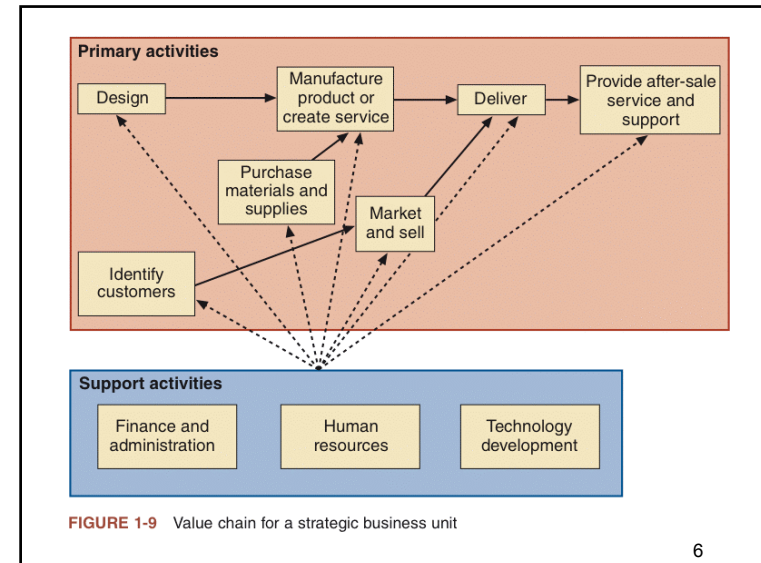 Primary activities
Design
Manufacture
product or
create service
Deliver
Provide after-sale
service and
support
Purchase
materials and
supplies
Market
and sell
Identify
customers
Support activities
Finance and
administration
Human
resources
Technology
development
FIGURE 1-9 Value chain for a strategic business unit
6